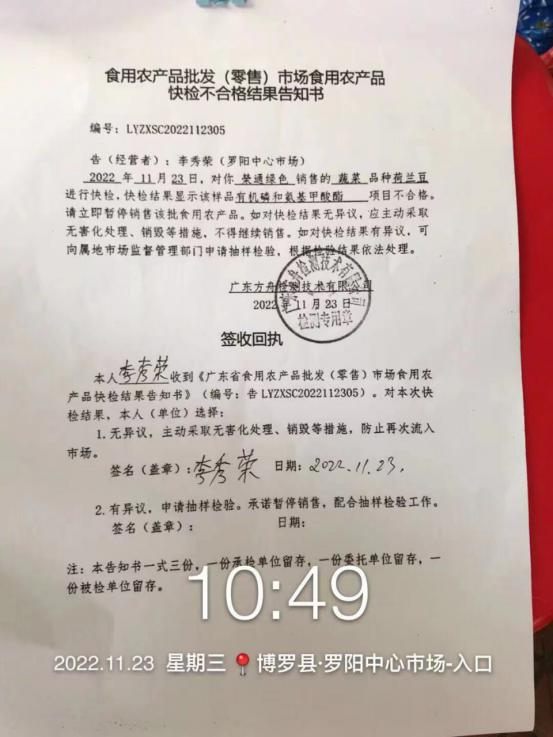 食用农产品批发（零售）市场食用农产品
快检不合格结果告知书
编号：LYZXSC2022112305
告（经营者）：李秀荣（罗阳中心市场）
2022 年 11 月 23 日，对你 荣通绿色 销售的 蔬菜 品种荷兰豆
进行快检，快检结果显示该样品有机磷和氨基甲酸酯 项目不合格。
请立即暂停销售该批食用农产品。如对快检结果无异议，应主动采取
无害化处理、销毁等措施，不得继续销售。如对快检结果有异议，可
向属地市场监督管理部门申请抽样检验，根据检验结果依法处理。
广东方舟检测技术有限公司
2022年 11 月 23 日
检测专用章
签收回执
本人李秀荣收到《广东省食用农产品批发（零售）市场食用农
产品快检结果告知书》（编号：告 LYZXSC2022112305）。对本次快
检结果，本人（单位）选择：
1. 无异议，主动采取无害化处理、销毁等措施，防止再次流入
市场。
签名（盖章）：李秀荣 日期：2022.11.23.
2. 有异议，申请抽样检验。承诺暂停销售，配合抽样检验工作。
签名（盖章）： 日期：
注：本告知书一式三份，一份承检单位留存，一份委托单位留存，一
份被检单位留存。
10:49
2022.11.23 星期三 博罗县·罗阳中心市场-入口